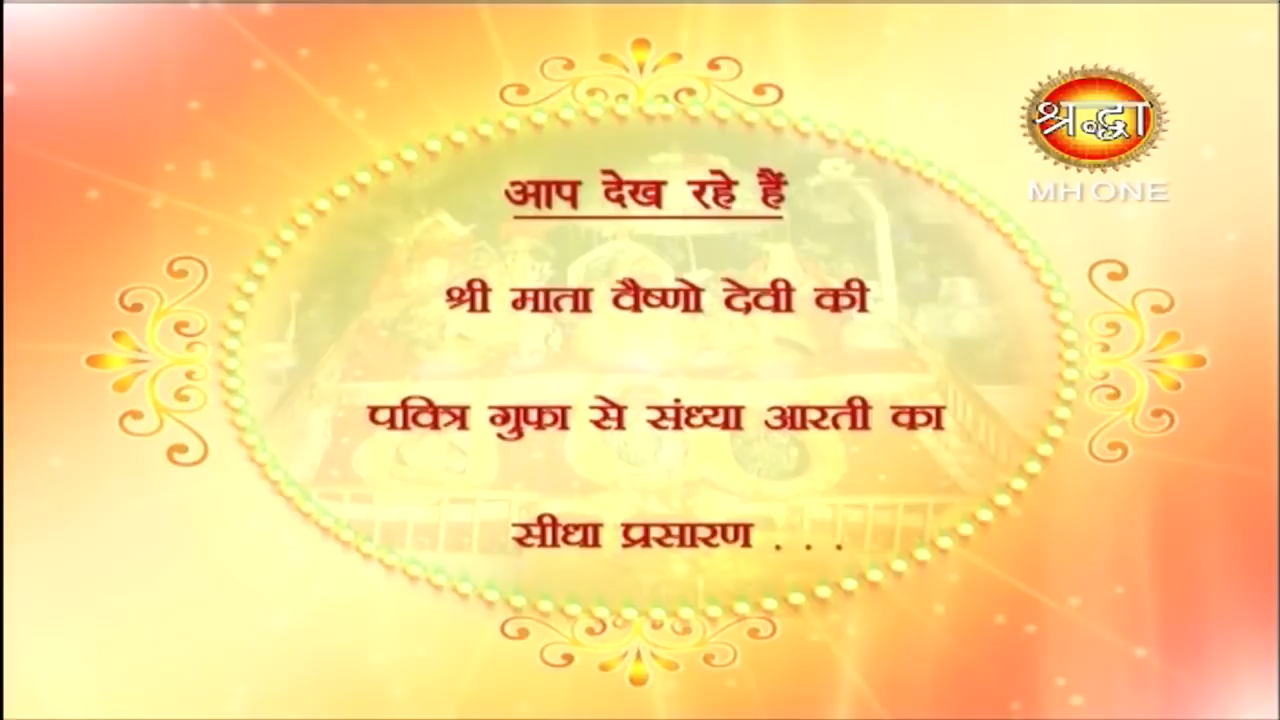 श्रद्धा
MH ONE
आप देख रहे हैं
श्री माता वैष्णो देवी की
पवित्र गुफा से संध्या आरती का
सीधा प्रसारण . . .